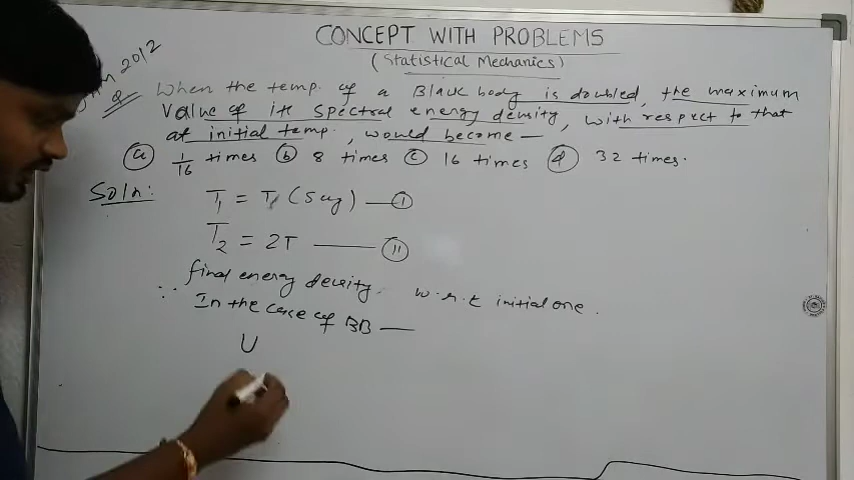 CONCEPT WITH PROBLEMS
(Statistical Mechanics)
2012
When the temp. of a Black body is doubled, the maximum
Value of its spectral energy density, with respect to that
at initial temp., would become —
(a) 1/16 times (b) 8 times (c) 16 times (d) 32 times.
Soln:
T1 = T (say) — (I)
T2 = 2T — (II)
final energy density. w.r.t initial one.
∴ In the case of BB —
U